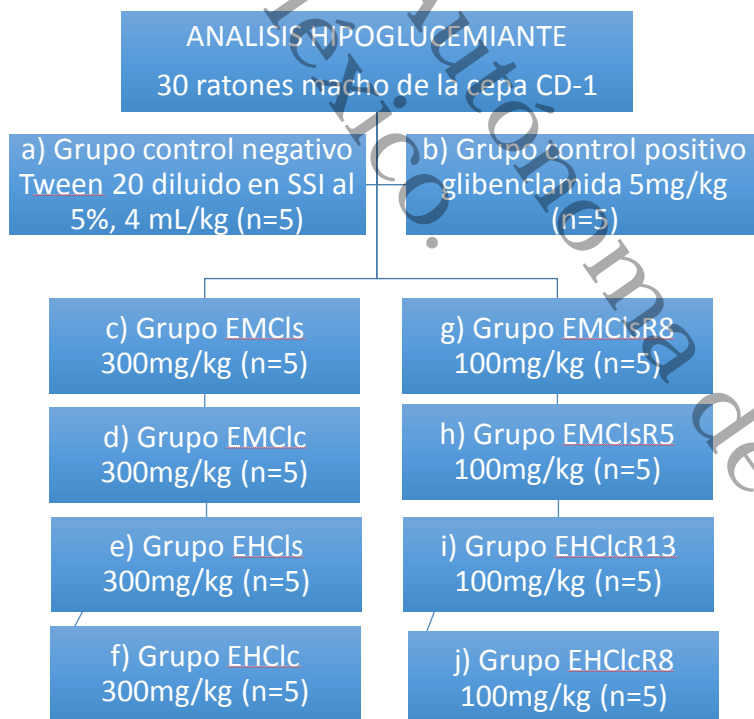 ANALISIS HIPOGLUCEMIANTE
30 ratones macho de la cepa CD-1
a) Grupo control negativo
Tween 20 diluido en SSI al
5%, 4 mL/kg (n=5)
b) Grupo control positivo
glibenclamida 5mg/kg
(n=5)
c) Grupo EMCls
300mg/kg (n=5)
d) Grupo EMClc
300mg/kg (n=5)
e) Grupo EHCls
300mg/kg (n=5)
f) Grupo EHClc
300mg/kg (n=5)
g) Grupo EMClsR8
100mg/kg (n=5)
h) Grupo EMClsR5
100mg/kg (n=5)
i) Grupo EHClcR13
100mg/kg (n=5)
j) Grupo EHClcR8
100mg/kg (n=5)
Autónoma de
éxico.